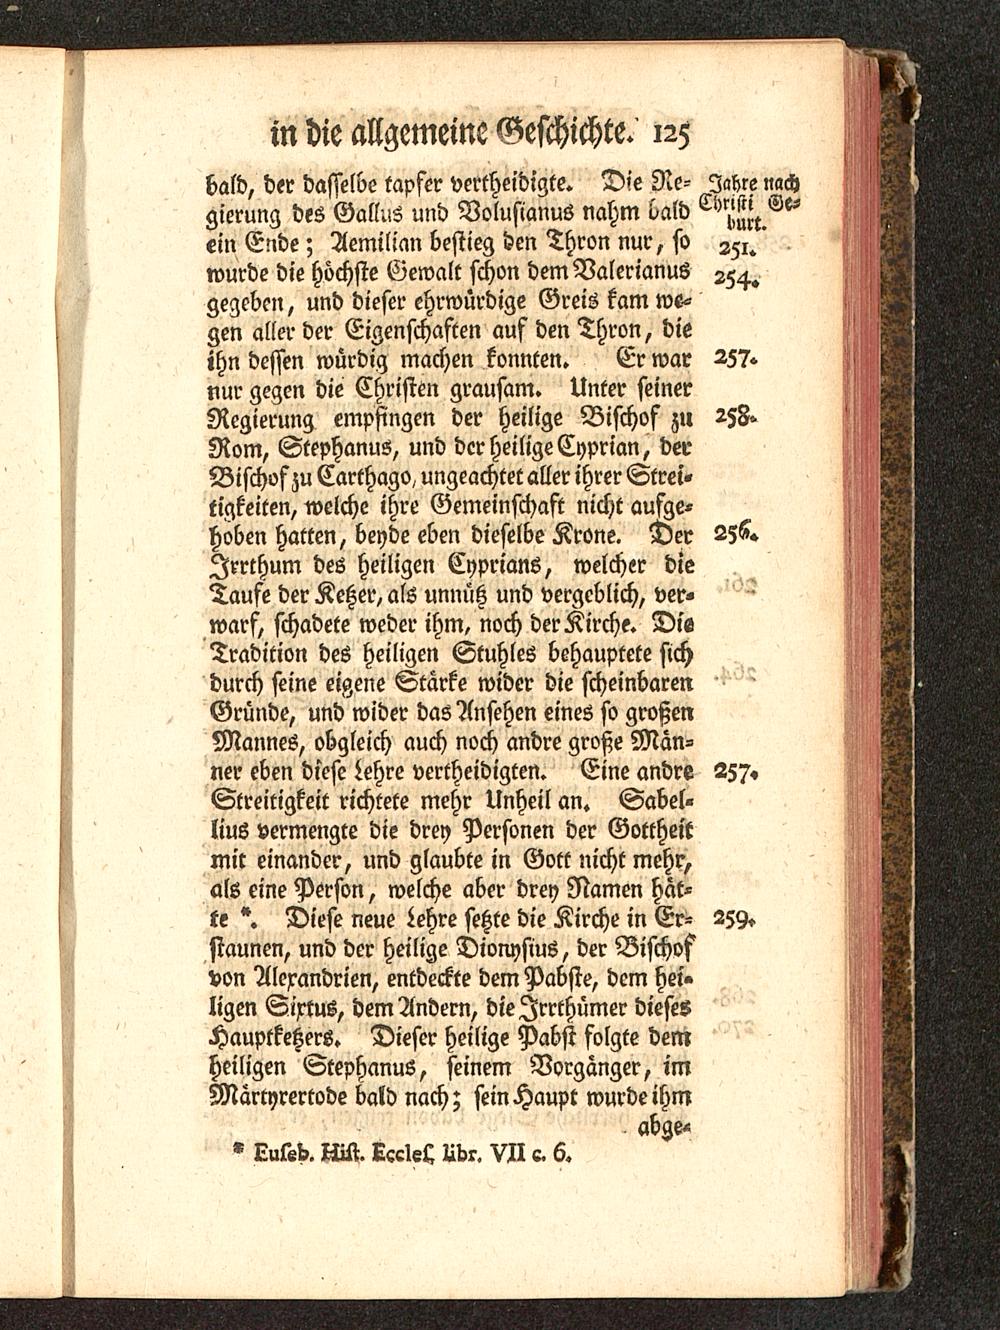 in die allgemeine Geschichte. 125
bald, der dasselbe tapfer vertheidigte. Die Re-
gierung des Gallus und Volusianus nahm bald
ein Ende; Aemilian bestieg den Thron nur, so
wurde die höchste Gewalt schon dem Valerianus
gegeben, und dieser ehrwürdige Greis kam we-
gen aller der Eigenschaften auf den Thron, die
ihn dessen würdig machen konnten. Er war
nur gegen die Christen grausam. Unter seiner
Regierung empfingen der heilige Bischof zu
Rom, Stephanus, und der heilige Cyprian, der
Bischof zu Carthago, ungeachtet aller ihrer Strei-
tigkeiten, welche ihre Gemeinschaft nicht aufge-
hoben hatten, beyde eben dieselbe Krone. Der
Irrthum des heiligen Cyprians, welcher die
Taufe der Ketzer, als unnütz und vergeblich, ver-
warf, schadete weder ihm, noch der Kirche. Die
Tradition des heiligen Stuhles behauptete sich
durch seine eigene Stärke wider die scheinbaren
Gründe, und wider das Ansehen eines so großen
Mannes, obgleich auch noch andre große Män-
ner eben diese Lehre vertheidigten. Eine andre
Streitigkeit richtete mehr Unheil an. Sabel-
lius vermengte die drey Personen der Gottheit
mit einander, und glaubte in Gott nicht mehr,
als eine Person, welche aber drey Namen hät-
te *. Diese neue Lehre setzte die Kirche in Er-
staunen, und der heilige Dionysius, der Bischof
von Alexandrien, entdeckte dem Pabste, dem hei-
ligen Sixtus, dem Andern, die Irrthümer dieses
Hauptketzers. Dieser heilige Pabst folgte dem
heiligen Stephanus, seinem Vorgänger, im
Märtyrertode bald nach; sein Haupt wurde ihm
abge-
* Euseb. Hist. Eccles. libr. VII c. 6.
Jahre nach
Christi Ge-
burt.
251.
254.
257.
258.
256.
257.
259.